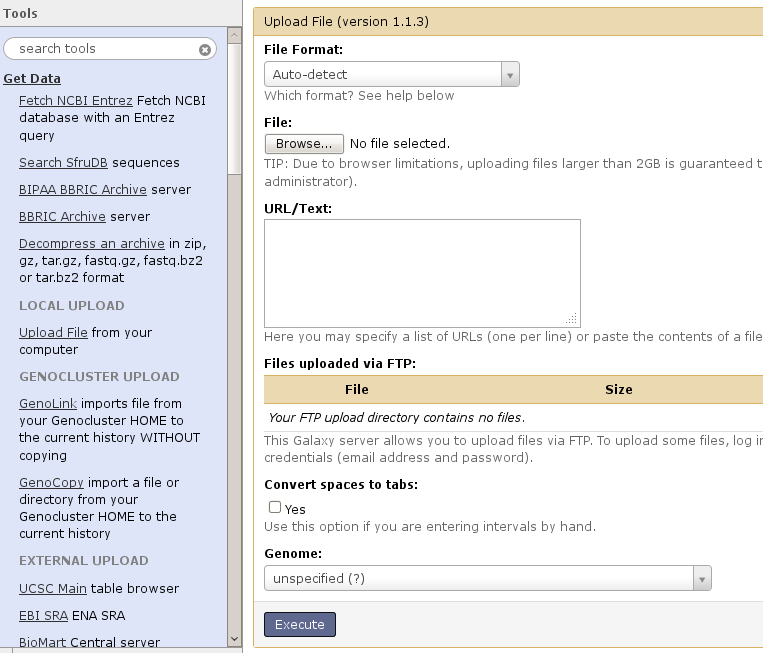 Tools
search tools
Get Data
Fetch NCBI Entrez Fetch NCBI
database with an Entrez
query
Search SfruDB sequences
BIPAA BBRIC Archive server
BBRIC Archive server
Decompress an archive in zip,
gz, tar.gz, fastq.gz, fastq.bz2
or tar.bz2 format
LOCAL UPLOAD
Upload File from your
computer
GENOCLUSTER UPLOAD
GenoLink imports file from
your Genocluster HOME to
the current history WITHOUT
copying
GenoCopy import a file or
directory from your
Genocluster HOME to the
current history
EXTERNAL UPLOAD
UCSC Main table browser
EBI SRA ENA SRA
BioMart Central server
Upload File (version 1.1.3)
File Format:
Auto-detect
Which format? See help below
File:
Browse... No file selected.
TIP: Due to browser limitations, uploading files larger than 2GB is guaranteed t
administrator).
URL/Text:
Here you may specify a list of URLs (one per line) or paste the contents of a file
Files uploaded via FTP:
File Size
Your FTP upload directory contains no files.
This Galaxy server allows you to upload files via FTP. To upload some files, log in
credentials (email address and password).
Convert spaces to tabs:
Yes
Use this option if you are entering intervals by hand.
Genome:
unspecified (?)
Execute